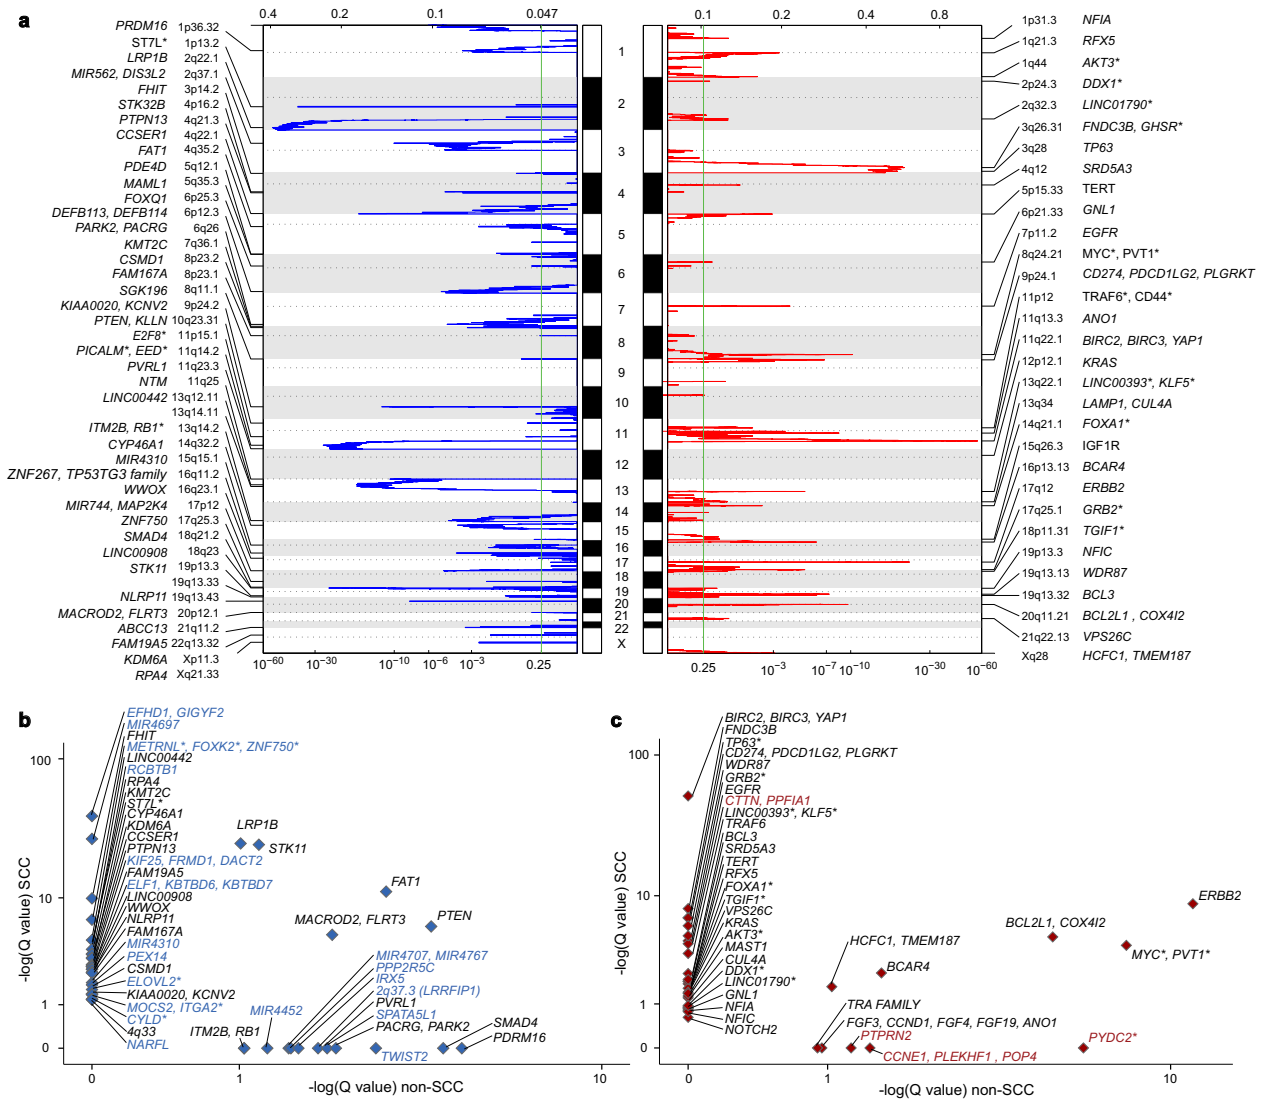 a
0.4 0.2 0.1 0.047
0.1 0.2 0.4 0.8
PRDM16 1p36.32
ST7L* 1p13.2
LRP1B 2q22.1
MIR562, DIS3L2 2q37.1
FHIT 3p14.2
STK32B 4p16.2
PTPN13 4q21.3
CCSER1 4q22.1
FAT1 4q35.2
PDE4D 5q12.1
MAML1 5q35.3
FOXQ1 6p25.3
DEFB113, DEFB114 6p12.3
PARK2, PACRG 6q26
KMT2C 7q36.1
CSMD1 8p23.2
FAM167A 8p23.1
SGK196 8q11.1
KIAA0020, KCNV2 9p24.2
PTEN, KLLN 10q23.31
E2F8* 11p15.1
PICALM*, EED* 11q14.2
PVRL1 11q23.3
NTM 11q25
LINC00442 13q12.11
13q14.11
ITM2B, RB1* 13q14.2
CYP46A1 14q32.2
MIR4310 15q15.1
ZNF267, TP53TG3 family 16q11.2
WWOX 16q23.1
MIR744, MAP2K4 17p12
ZNF750 17q25.3
SMAD4 18q21.2
LINC00908 18q23
STK11 19p13.3
19q13.33
NLRP11 19q13.43
MACROD2, FLRT3 20p12.1
ABCC13 21q11.2
FAM19A5 22q13.32
KDM6A Xp11.3
RPA4 Xq21.33
1
2
3
4
5
6
7
8
9
10
11
12
13
14
15
16
17
18
19
20
21
22
X
1p31.3 NFIA
1q21.3 RFX5
1q44 AKT3*
2p24.3 DDX1*
2q32.3 LINC01790*
3q26.31 FNDC3B, GHSR*
3q28 TP63
4q12 SRD5A3
5p15.33 TERT
6p21.33 GNL1
7p11.2 EGFR
8q24.21 MYC*, PVT1*
9p24.1 CD274, PDCD1LG2, PLGRKT
11p12 TRAF6*, CD44*
11q13.3 ANO1
11q22.1 BIRC2, BIRC3, YAP1
12p12.1 KRAS
13q22.1 LINC00393*, KLF5*
13q34 LAMP1, CUL4A
14q21.1 FOXA1*
15q26.3 IGF1R
16p13.13 BCAR4
17q12 ERBB2
17q25.1 GRB2*
18p11.31 TGIF1*
19p13.3 NFIC
19q13.13 WDR87
19q13.32 BCL3
20q11.21 BCL2L1 , COX4I2
21q22.13 VPS26C
Xq28 HCFC1, TMEM187
10−60 10−30 10−10 10−6 10−3 0.25
0.25 10−3 10−7 10−10 10−30 10−60
b
-log(Q value) SCC
100
10
1
0
EFHD1, GIGYF2
MIR4697
FHIT
METRNL*, FOXK2*, ZNF750*
LINC00442
RCBTB1
RPA4
KMT2C
ST7L*
CYP46A1
KDM6A
CCSER1
PTPN13
KIF25, FRMD1, DACT2
FAM19A5
ELF1, KBTBD6, KBTBD7
LINC00908
WWOX
NLRP11
FAM167A
MIR4310
PEX14
CSMD1
ELOVL2*
KIAA0020, KCNV2
MOCS2, ITGA2*
CYLD*
4q33
NARFL
LRP1B
STK11
FAT1
MACROD2, FLRT3
PTEN
MIR4707, MIR4767
PPP2R5C
IRX5
2q37.3 (LRRFIP1)
PVRL1
SPATA5L1
PACRG, PARK2
MIR4452
ITM2B, RB1
TWIST2
SMAD4
PDRM16
0 1 10
-log(Q value) non-SCC
c
-log(Q value) SCC
100
10
1
0
BIRC2, BIRC3, YAP1
FNDC3B
TP63*
CD274, PDCD1LG2, PLGRKT
WDR87
GRB2*
EGFR
CTTN, PPFIA1
LINC00393*, KLF5*
TRAF6
BCL3
SRD5A3
TERT
RFX5
FOXA1*
TGIF1*
VPS26C
KRAS
AKT3*
MAST1
CUL4A
DDX1*
LINC01790*
GNL1
NFIA
NFIC
NOTCH2
ERBB2
BCL2L1, COX4I2
MYC*, PVT1*
HCFC1, TMEM187
BCAR4
TRA FAMILY
FGF3, CCND1, FGF4, FGF19, ANO1
PTPRN2
CCNE1, PLEKHF1 , POP4
PYDC2*
0 1 10
-log(Q value) non-SCC